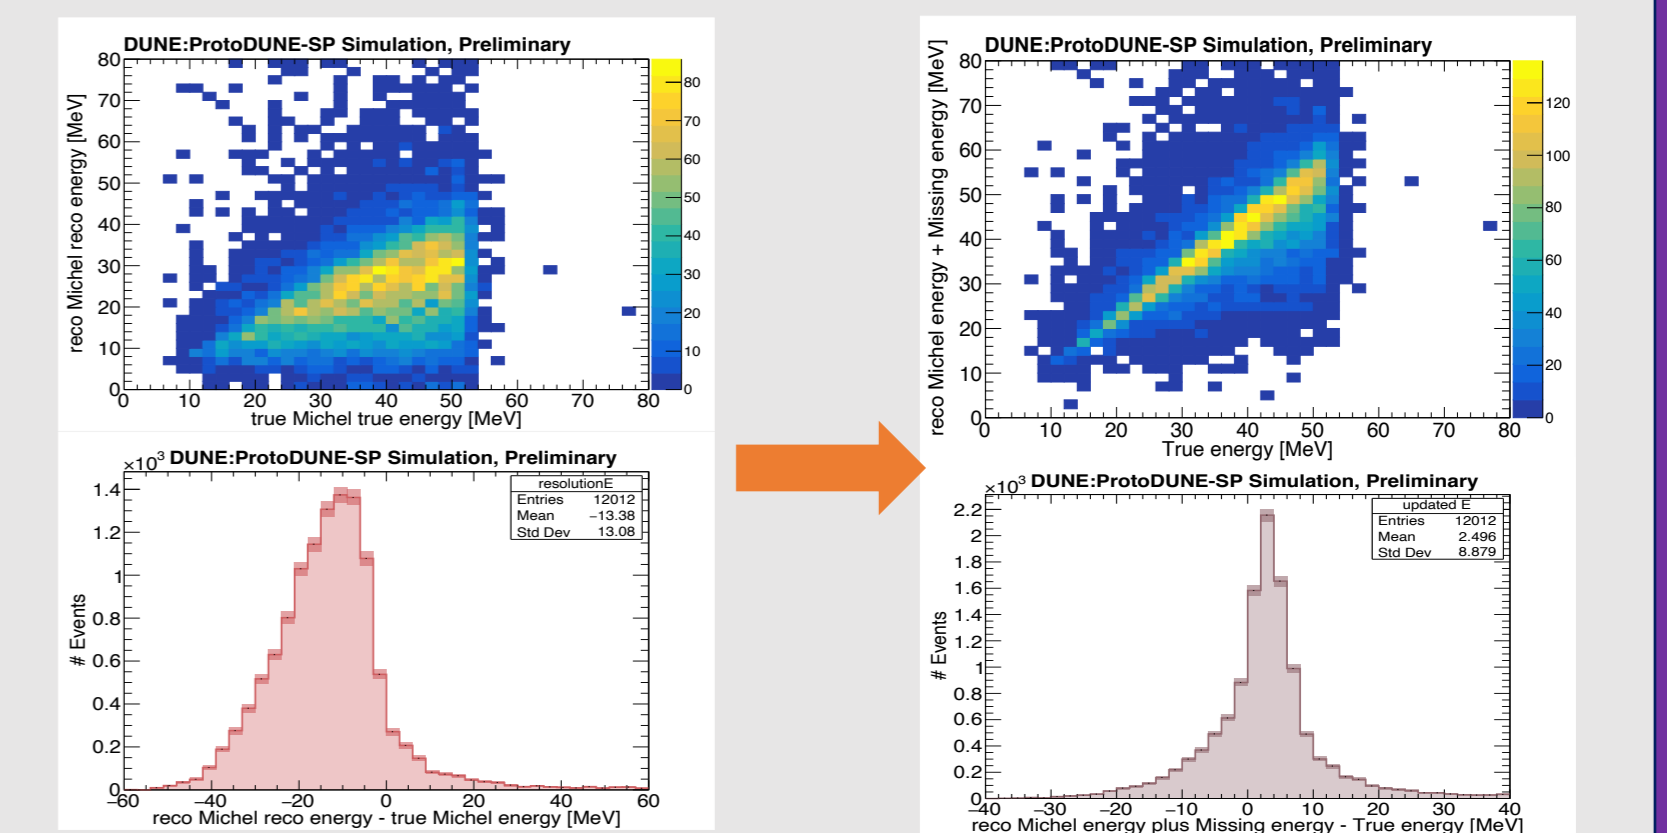 DUNE:ProtoDUNE-SP Simulation, Preliminary
reco Michel reco energy [MeV]
80
70
60
50
40
30
20
10
0
0 10 20 30 40 50 60 70 80
true Michel true energy [MeV]
80
70
60
50
40
30
20
10
0
×10³ DUNE:ProtoDUNE-SP Simulation, Preliminary
resolutionE
Entries 12012
Mean −13.38
Std Dev 13.08
# Events
1.4
1.2
1
0.8
0.6
0.4
0.2
0
−60 −40 −20 0 20 40 60
reco Michel reco energy - true Michel energy [MeV]
DUNE:ProtoDUNE-SP Simulation, Preliminary
reco Michel energy + Missing energy [MeV]
80
70
60
50
40
30
20
10
0
0 10 20 30 40 50 60 70 80
True energy [MeV]
120
100
80
60
40
20
0
×10³ DUNE:ProtoDUNE-SP Simulation, Preliminary
updated E
Entries 12012
Mean 2.496
Std Dev 8.879
# Events
2.2
2
1.8
1.6
1.4
1.2
1
0.8
0.6
0.4
0.2
0
−40 −30 −20 −10 0 10 20 30 40
reco Michel energy plus Missing energy - True energy [MeV]